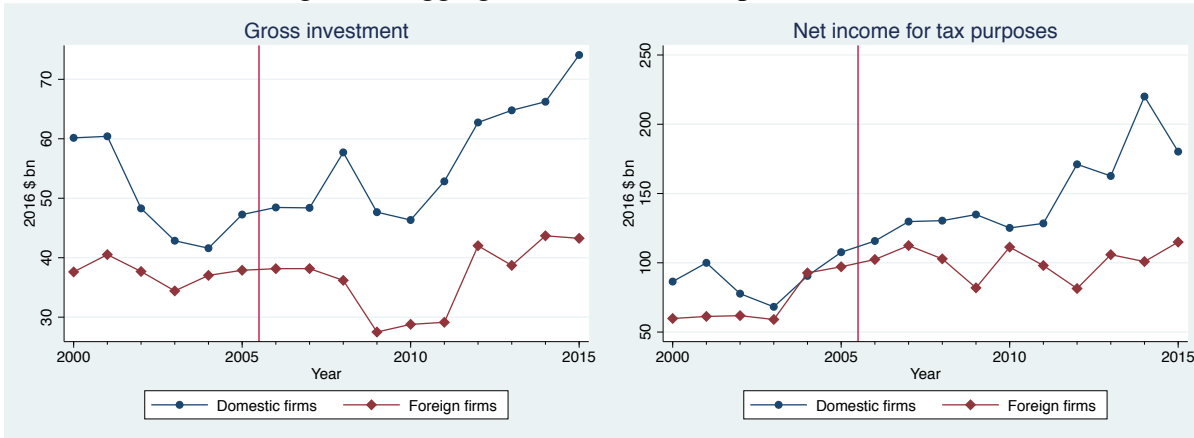 Gross investment
2016 $ bn
70
60
50
40
30
2000
2005
2010
2015
Year
Domestic firms
Foreign firms
Net income for tax purposes
2016 $ bn
250
200
150
100
50
2000
2005
2010
2015
Year
Domestic firms
Foreign firms